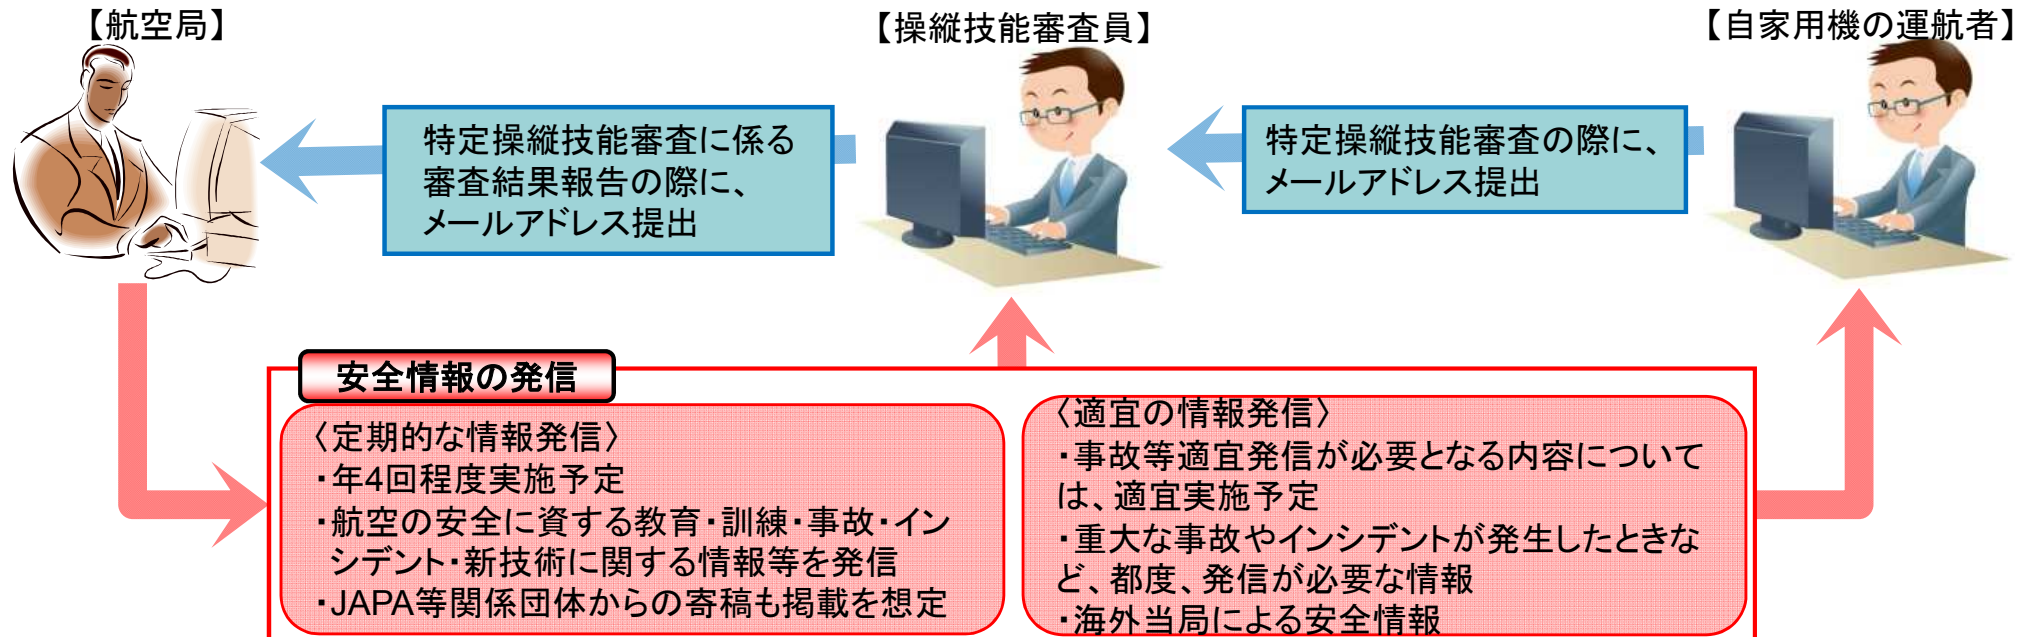 【航空局】
【操縦技能審査員】
【自家用機の運航者】
特定操縦技能審査に係る
審査結果報告の際に、
メールアドレス提出
特定操縦技能審査の際に、
メールアドレス提出
安全情報の発信
〈定期的な情報発信〉
・年4回程度実施予定
・航空の安全に資する教育・訓練・事故・イン
シデント・新技術に関する情報等を発信
・JAPA等関係団体からの寄稿も掲載を想定
〈適宜の情報発信〉
・事故等適宜発信が必要となる内容について
は、適宜実施予定
・重大な事故やインシデントが発生したときな
ど、都度、発信が必要な情報
・海外当局による安全情報